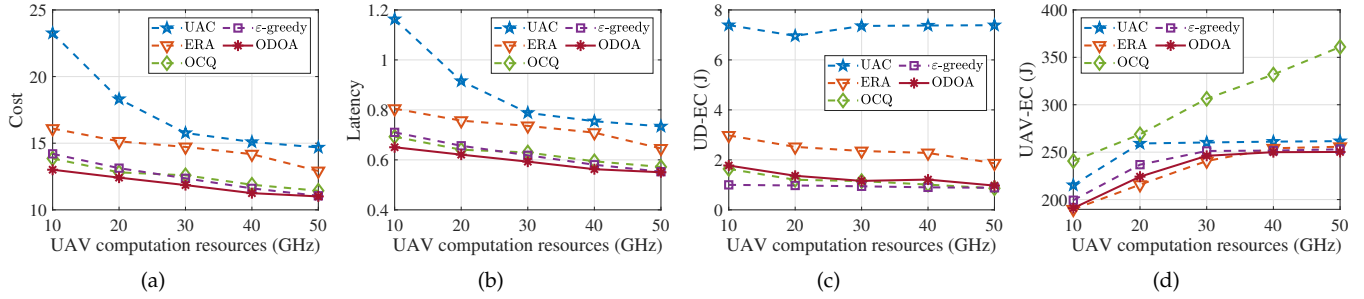 Cost
25
20
15
10
10 20 30 40 50
UAV computation resources (GHz)
UAC
ERA
OCQ
ε-greedy
ODOA
(a)
Latency
1.2
1
0.8
0.6
0.4
10 20 30 40 50
UAV computation resources (GHz)
UAC
ERA
OCQ
ε-greedy
ODOA
(b)
UD-EC (J)
8
6
4
2
0
10 20 30 40 50
UAV computation resources (GHz)
UAC
ERA
OCQ
ε-greedy
ODOA
(c)
UAV-EC (J)
400
350
300
250
200
10 20 30 40 50
UAV computation resources (GHz)
UAC
ERA
OCQ
ε-greedy
ODOA
(d)